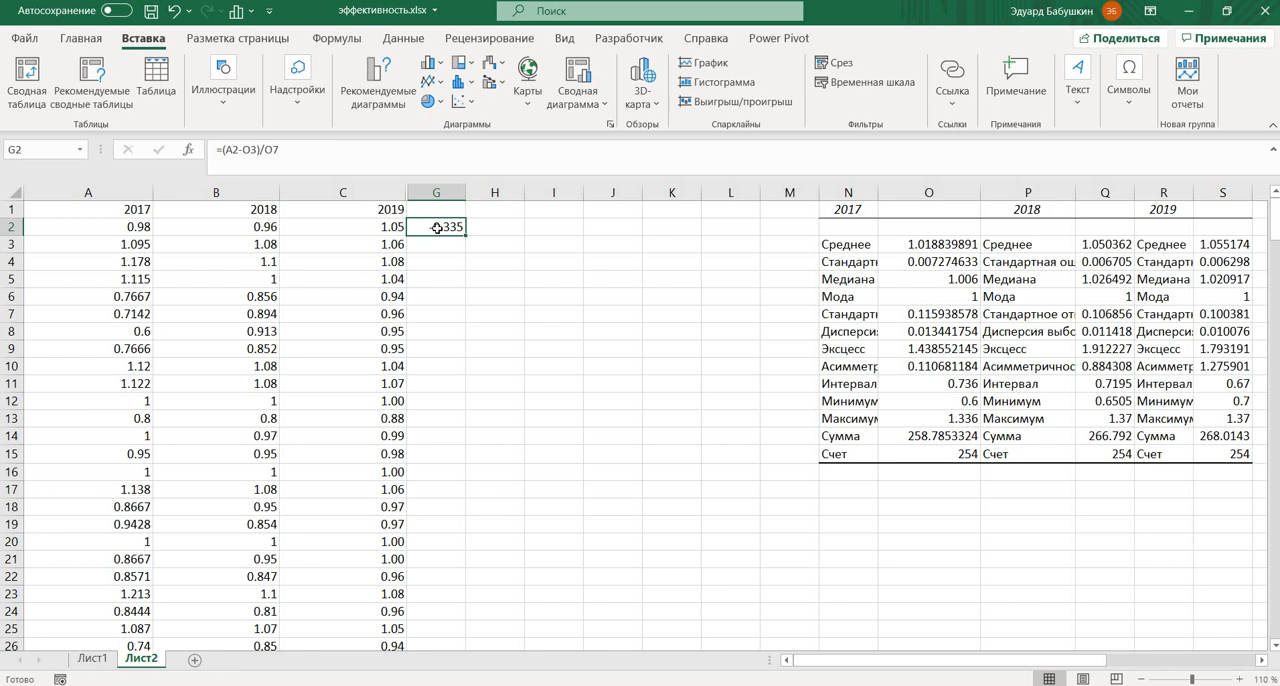 Автосохранение эффективность.xlsx Поиск Эдуард Бабушкин ЭБ
Файл Главная Вставка Разметка страницы Формулы Данные Рецензирование Вид Разработчик Справка Power Pivot Поделиться Примечания
Сводная таблица Рекомендуемые сводные таблицы Таблица Иллюстрации Надстройки Рекомендуемые диаграммы Карты Сводная диаграмма 3D-карта График Гистограмма Выигрыш/проигрыш Срез Временная шкала Ссылка Примечание Текст Символы Мои отчеты
Таблицы Диаграммы Обзоры Спарклайны Фильтры Ссылки Примечания Новая группа
G2 fx =(A2-O3)/O7
A B C G H I J K L M N O P Q R S
1 2017 2018 2019 2017 2018 2019
2 0.98 0.96 1.05 335
3 1.095 1.08 1.06 Среднее 1.018839891 Среднее 1.050362 Среднее 1.055174
4 1.178 1.1 1.08 Стандартн 0.007274633 Стандартная ош 0.006705 Стандартн 0.006298
5 1.115 1 1.04 Медиана 1.006 Медиана 1.026492 Медиана 1.020917
6 0.7667 0.856 0.94 Мода 1 Мода 1 Мода 1
7 0.7142 0.894 0.96 Стандартн 0.115938578 Стандартное от 0.106856 Стандартн 0.100381
8 0.6 0.913 0.95 Дисперси 0.013441754 Дисперсия выбо 0.011418 Дисперси 0.010076
9 0.7666 0.852 0.95 Эксцесс 1.438552145 Эксцесс 1.912227 Эксцесс 1.793191
10 1.12 1.08 1.04 Асимметр 0.110681184 Асимметричнос 0.884308 Асимметр 1.275901
11 1.122 1.08 1.07 Интервал 0.736 Интервал 0.7195 Интервал 0.67
12 1 1 1.00 Минимум 0.6 Минимум 0.6505 Минимум 0.7
13 0.8 0.8 0.88 Максимум 1.336 Максимум 1.37 Максимум 1.37
14 1 0.97 0.99 Сумма 258.7853324 Сумма 266.792 Сумма 268.0143
15 0.95 0.95 0.98 Счет 254 Счет 254 Счет 254
16 1 1 1.00
17 1.138 1.08 1.06
18 0.8667 0.95 0.97
19 0.9428 0.854 0.97
20 1 1 1.00
21 0.8667 0.95 1.00
22 0.8571 0.847 0.96
23 1.213 1.1 1.08
24 0.8444 0.81 0.96
25 1.087 1.07 1.05
26 0.74 0.85 0.94
Лист1 Лист2
Готово 110 %